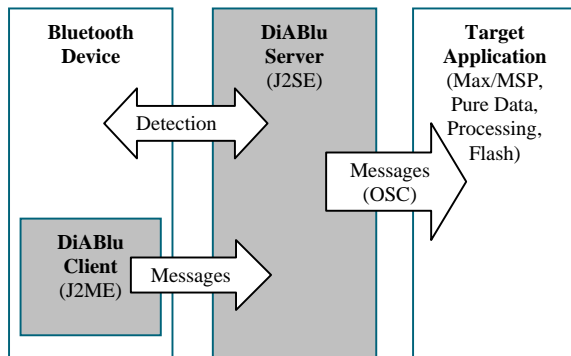 Bluetooth
Device
DiABlu
Server
(J2SE)
Target
Application
(Max/MSP,
Pure Data,
Processing,
Flash)
Detection
Messages
(OSC)
DiABlu
Client
(J2ME)
Messages